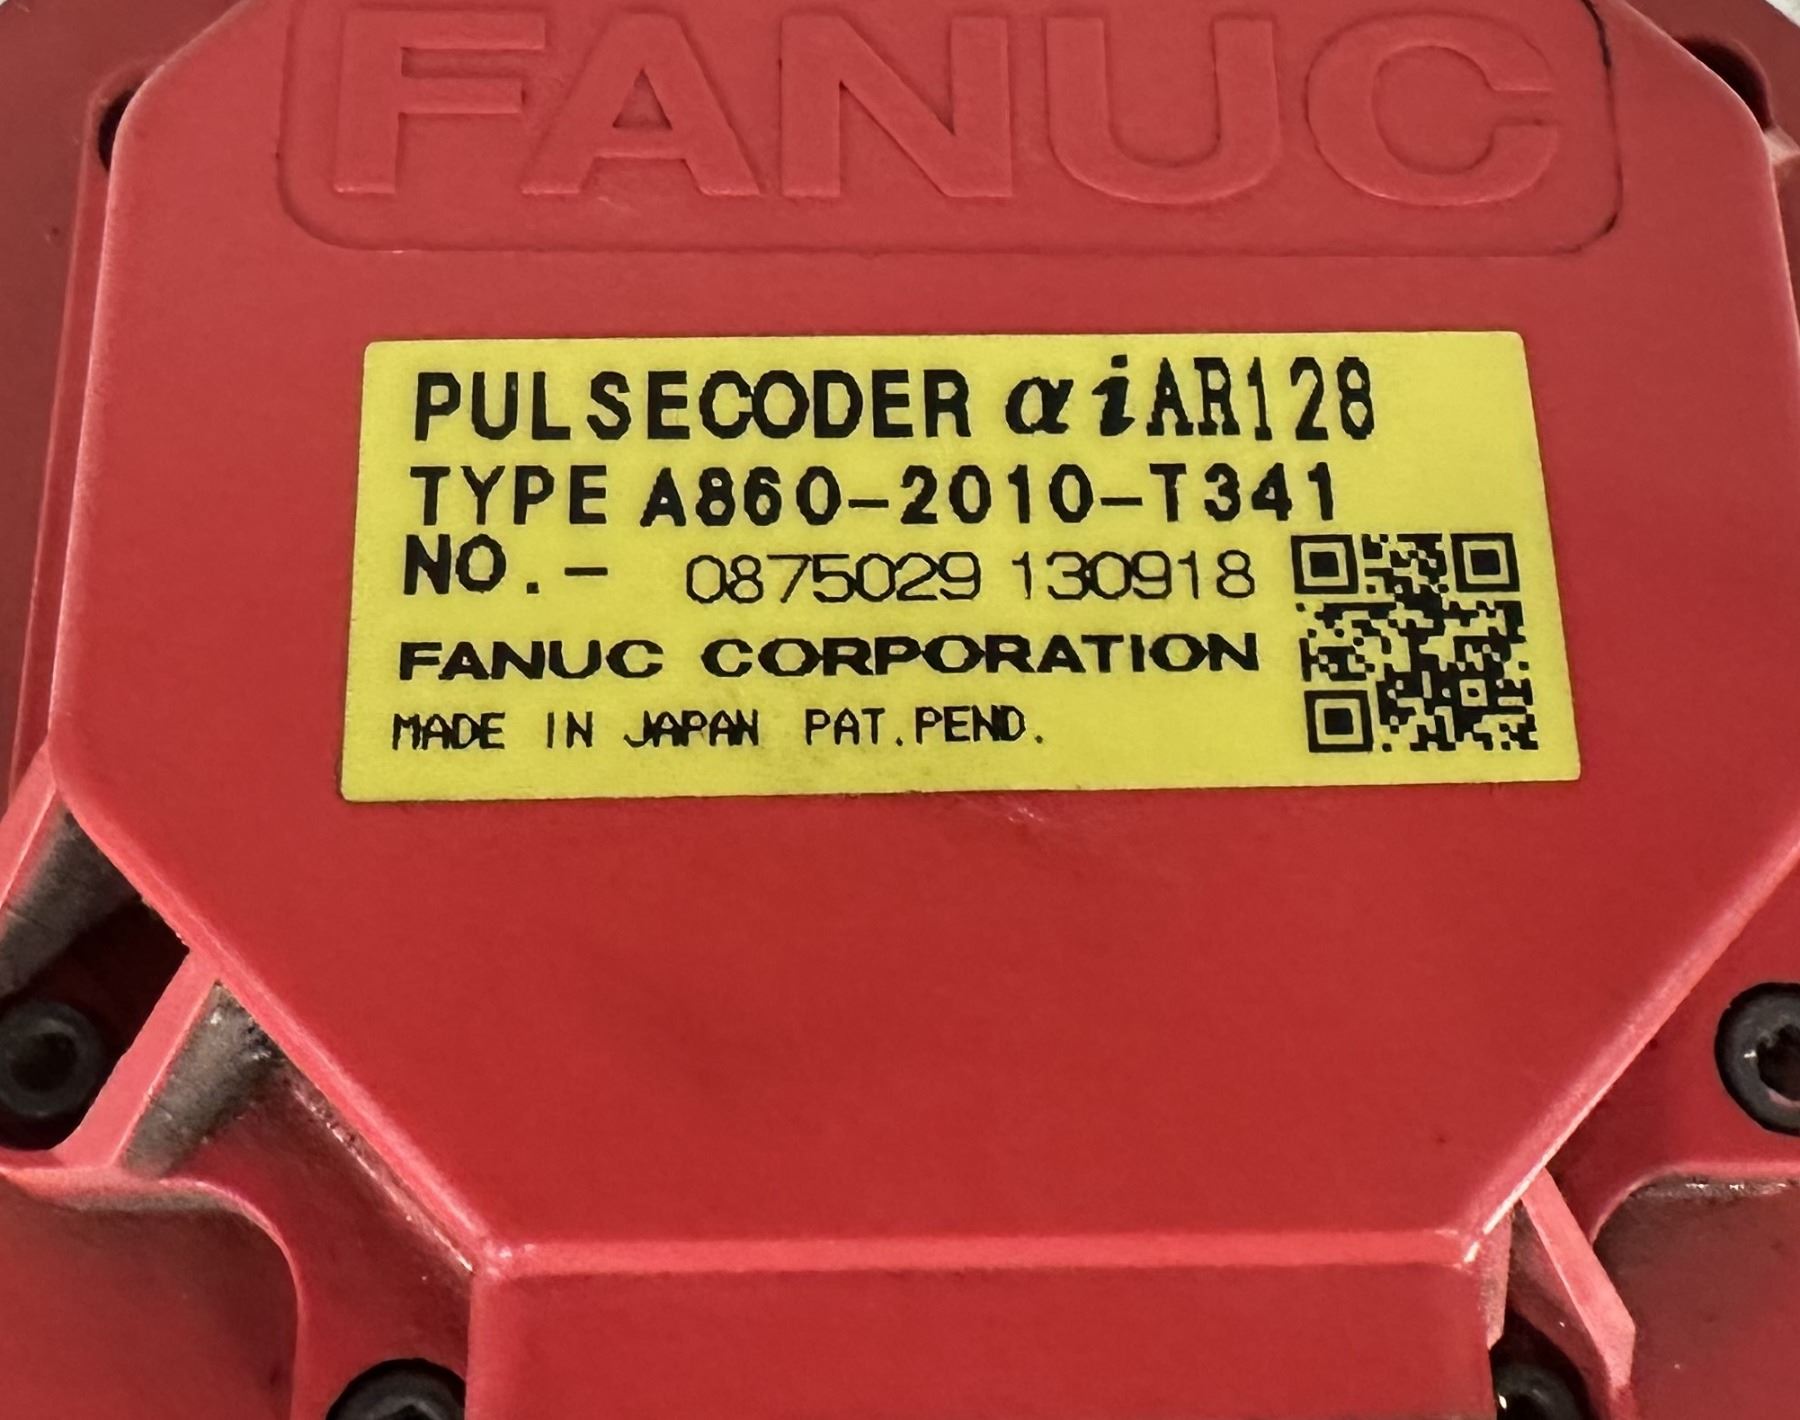 FANUC
PULSECODER αiAR128
TYPE A860-2010-T341
NO.- 0875029 130918
FANUC CORPORATION
MADE IN JAPAN PAT.PEND.